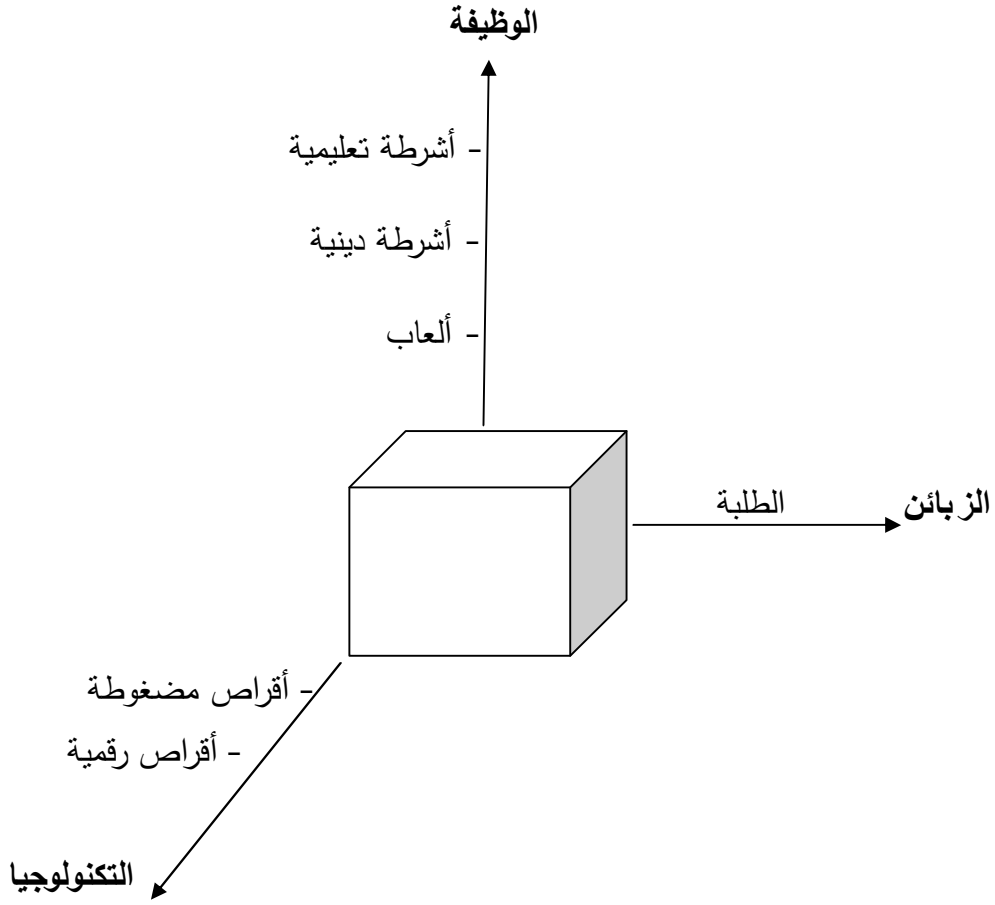 الوظيفة
- أشرطة تعليمية
- أشرطة دينية
- ألعاب
الزبائن
الطلبة
- أقراص مضغوطة
- أقراص رقمية
التكنولوجيا